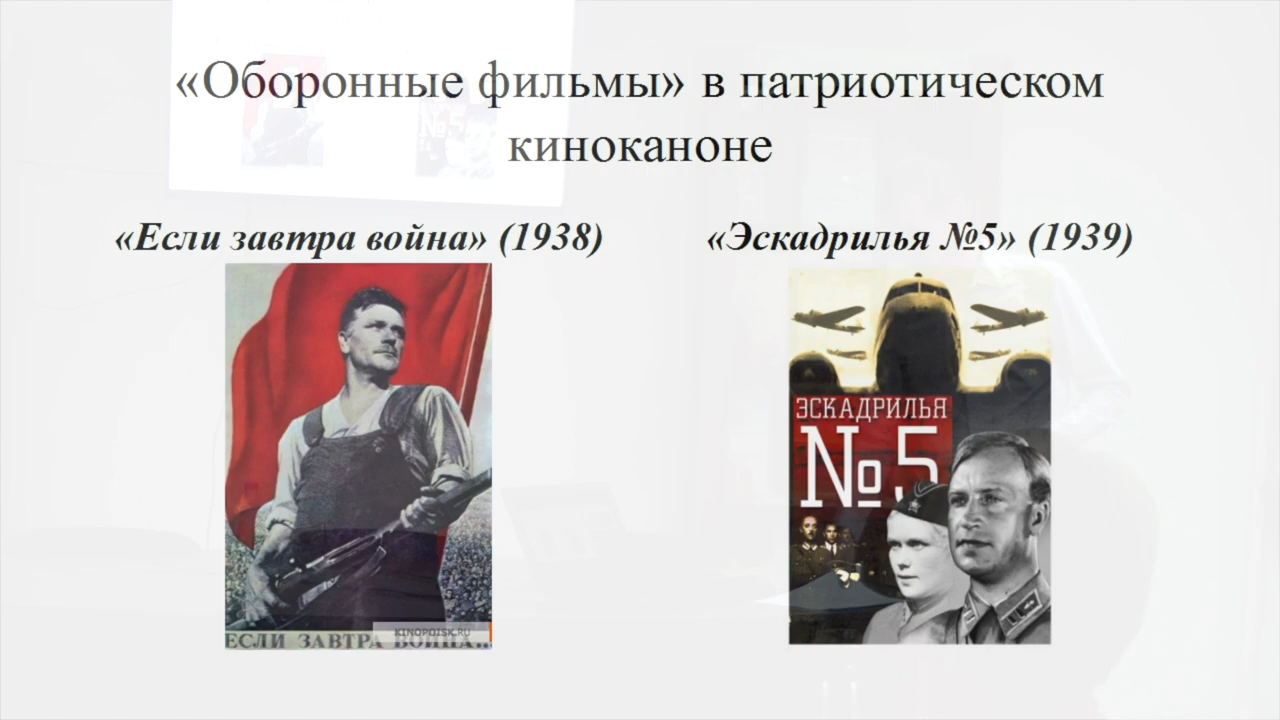 «Оборонные фильмы» в патриотическом
киноканоне
«Если завтра война» (1938)
«Эскадрилья №5» (1939)
KINOPOISK.RU
ЕСЛИ ЗАВТРА ВОЙНА...
ЭСКАДРИЛЬЯ
№5